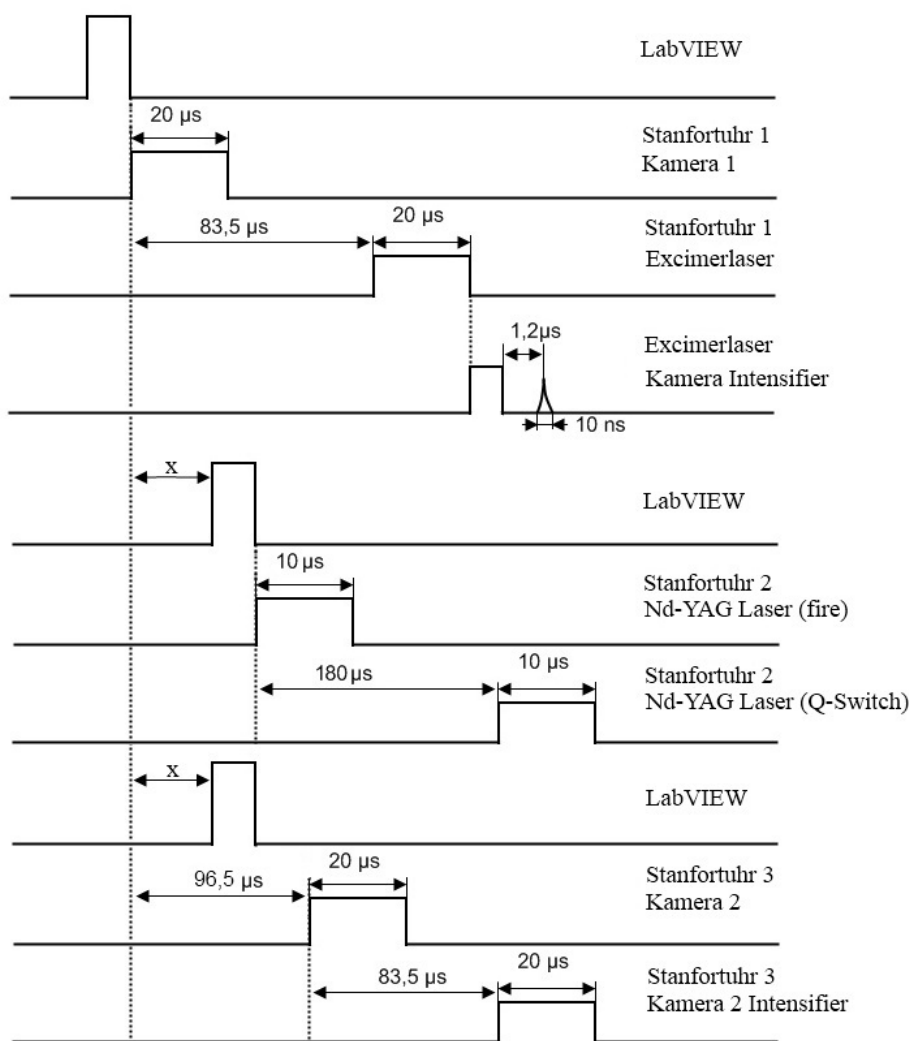 LabVIEW
20 µs
Stanfortuhr 1
Kamera 1
83,5 µs
20 µs
Stanfortuhr 1
Excimerlaser
1,2µs
Excimerlaser
Kamera Intensifier
10 ns
x
LabVIEW
10 µs
Stanfortuhr 2
Nd-YAG Laser (fire)
180 µs
10 µs
Stanfortuhr 2
Nd-YAG Laser (Q-Switch)
x
LabVIEW
96,5 µs
20 µs
Stanfortuhr 3
Kamera 2
83,5 µs
20 µs
Stanfortuhr 3
Kamera 2 Intensifier